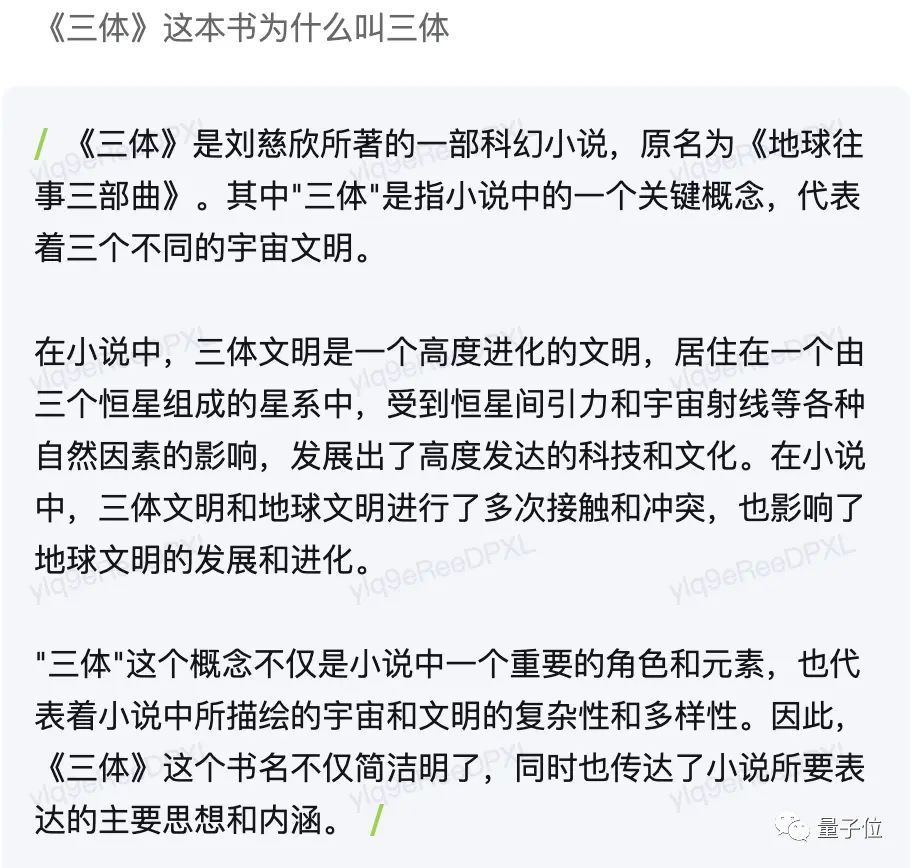 《三体》这本书为什么叫三体
/ 《三体》是刘慈欣所著的一部科幻小说，原名为《地球往
事三部曲》。其中"三体"是指小说中的一个关键概念，代表
着三个不同的宇宙文明。
在小说中，三体文明是一个高度进化的文明，居住在一个由
三个恒星组成的星系中，受到恒星间引力和宇宙射线等各种
自然因素的影响，发展出了高度发达的科技和文化。在小说
中，三体文明和地球文明进行了多次接触和冲突，也影响了
地球文明的发展和进化。
ylq9eReeDPXL ylq9eReeDPXL ylq9eReeDPXL
"三体"这个概念不仅是小说中一个重要的角色和元素，也代
表着小说中所描绘的宇宙和文明的复杂性和多样性。因此，
《三体》这个书名不仅简洁明了，同时也传达了小说所要表
达的主要思想和内涵。 /
量子位